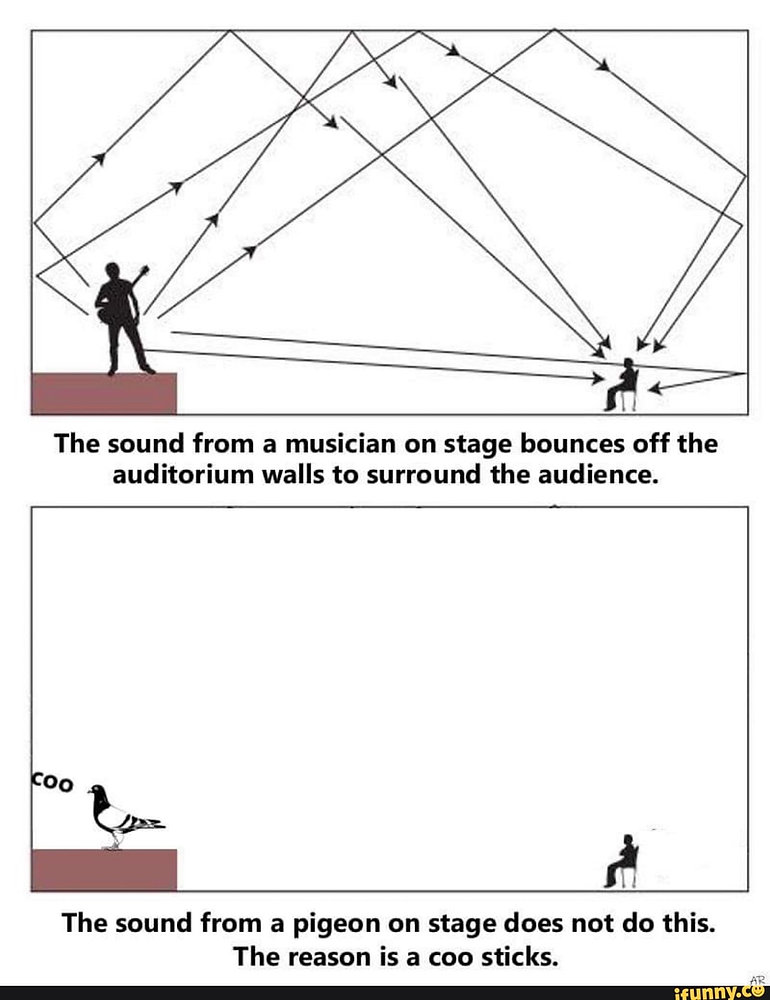 The sound from a musician on stage bounces off the
auditorium walls to surround the audience.
coo
The sound from a pigeon on stage does not do this.
The reason is a coo sticks.
AR
ifunny.co